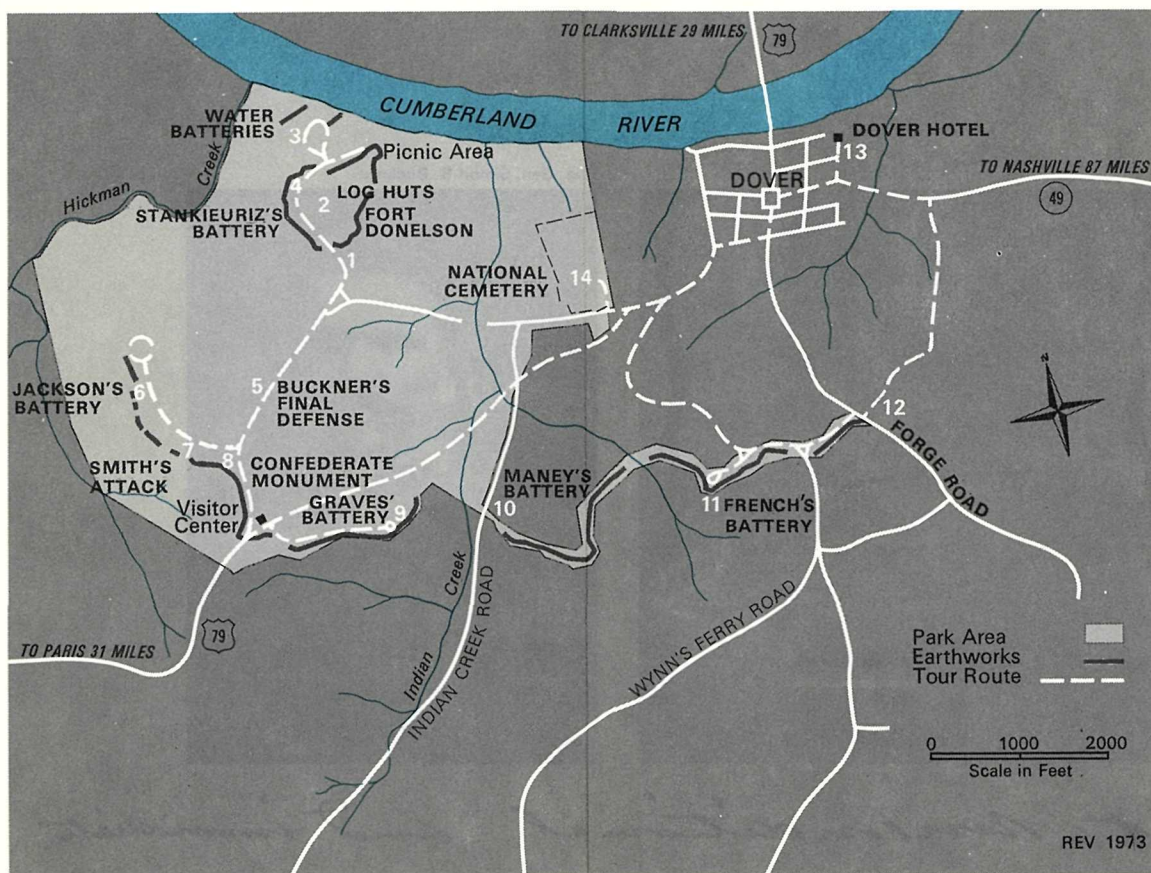 TO CLARKSVILLE 29 MILES
79
CUMBERLAND RIVER
WATER
BATTERIES
3
Picnic Area
DOVER HOTEL
13
Hickman Creek
4
LOG HUTS
2
STANKIEURIZ'S
BATTERY
FORT
DONELSON
DOVER
TO NASHVILLE 87 MILES
49
1
NATIONAL
CEMETERY
14
JACKSON'S
BATTERY
6
5
BUCKNER'S
FINAL
DEFENSE
N
12
FORGE ROAD
SMITH'S
ATTACK
7
8
CONFEDERATE
MONUMENT
Visitor
Center
GRAVES'
BATTERY
9
MANEY'S
BATTERY
10
11
FRENCH'S
BATTERY
Indian Creek
INDIAN CREEK ROAD
WYNN'S FERRY ROAD
TO PARIS 31 MILES
79
Park Area
Earthworks
Tour Route
0 1000 2000
Scale in Feet
REV 1973